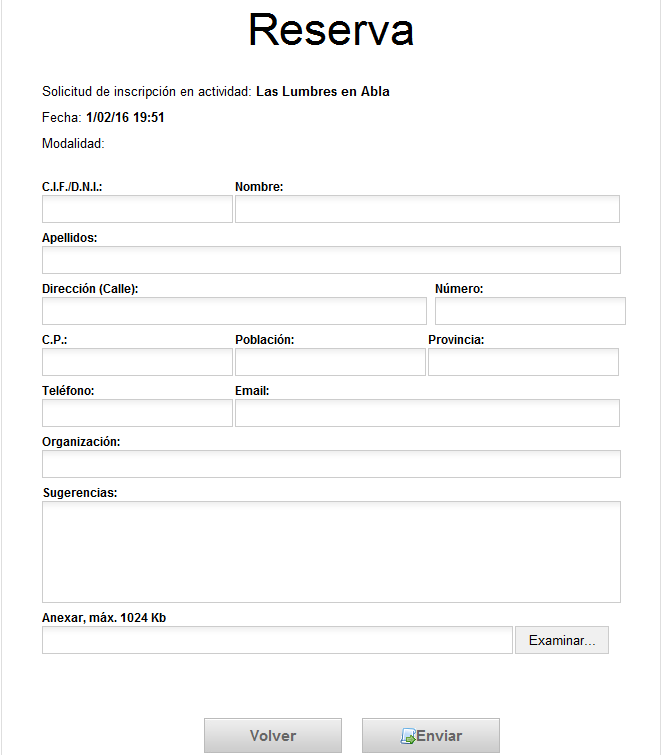 Reserva
Solicitud de inscripción en actividad: Las Lumbres en Abla
Fecha: 1/02/16 19:51
Modalidad:
C.I.F./D.N.I.: Nombre:
Apellidos:
Dirección (Calle): Número:
C.P.: Población: Provincia:
Teléfono: Email:
Organización:
Sugerencias:
Anexar, máx. 1024 Kb
Examinar...
Volver Enviar